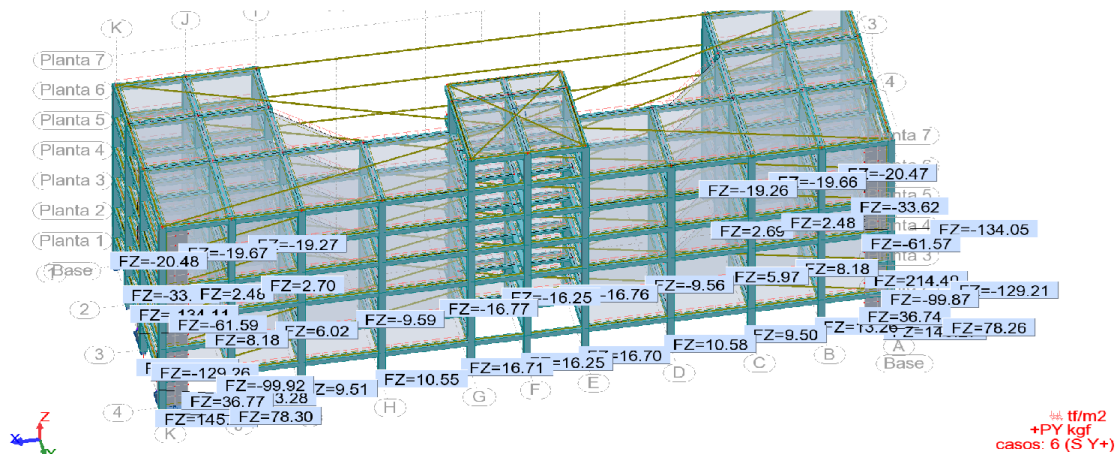 K
J
I
3
4
Planta 7
Planta 6
Planta 5
Planta 4
Planta 3
Planta 2
Planta 1
Base
1
2
3
4
anta 7
FZ=-20.47
FZ=-19.66
FZ=-19.26
FZ=-33.62
FZ=2.48
FZ=2.69
FZ=-134.05
FZ=-61.57
FZ=8.18
FZ=5.97
FZ=-129.21
FZ=-99.87
FZ=36.74
FZ=78.26
FZ=-19.27
FZ=-19.67
FZ=-20.48
FZ=2.70
FZ=2.48
FZ=-33.
FZ=-61.59
FZ=6.02
FZ=8.18
FZ=-9.59
FZ=-16.77
FZ=-16.25
-16.76
FZ=-9.56
FZ=-129.26
FZ=-99.92
FZ=36.77
3.28
FZ=9.51
FZ=10.55
FZ=16.71
FZ=16.25
FZ=16.70
FZ=10.58
FZ=9.50
FZ=145.
FZ=78.30
K
H
G
F
E
D
C
B
A
Base
Z
X
Y
tf/m2
+PY kgf
casos: 6 (S Y+)